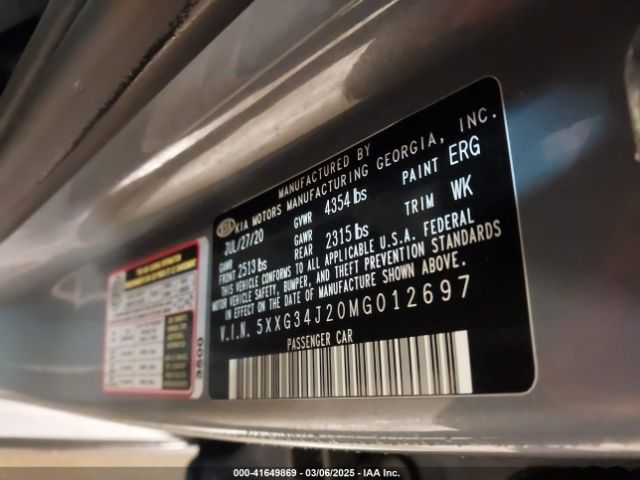 MANUFACTURED BY
KIA KIA MOTORS MANUFACTURING GEORGIA, INC.
JUL/27/20 GVWR 4354 lbs PAINT ERG
GAWR FRONT 2513 lbs GAWR REAR 2315 lbs TRIM WK
THIS VEHICLE CONFORMS TO ALL APPLICABLE U.S.A. FEDERAL
MOTOR VEHICLE SAFETY, BUMPER, AND THEFT PREVENTION STANDARDS
IN EFFECT ON THE DATE OF MANUFACTURE SHOWN ABOVE.
V.I.N. 5XXG34J20MG012697
PASSENGER CAR
3500
000-41649869 | 03/06/2025 | IAA Inc.